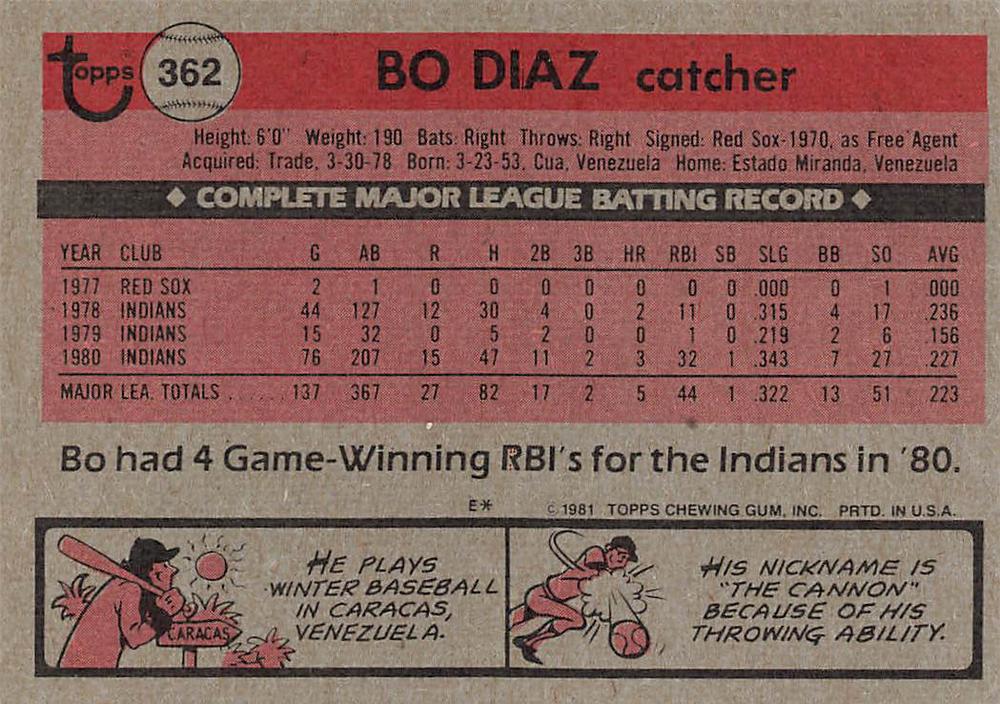 Topps
362
BO DIAZ catcher
Height: 6'0" Weight: 190 Bats: Right Throws: Right Signed: Red Sox-1970, as Free Agent
Acquired: Trade, 3-30-78 Born: 3-23-53, Cua, Venezuela Home: Estado Miranda, Venezuela
◆ COMPLETE MAJOR LEAGUE BATTING RECORD ◆
YEAR CLUB G AB R H 2B 3B HR RBI SB SLG BB SO AVG
1977 RED SOX 2 1 0 0 0 0 0 0 0 .000 0 1 .000
1978 INDIANS 44 127 12 30 4 0 2 11 0 .315 4 17 .236
1979 INDIANS 15 32 0 5 2 0 0 1 0 .219 2 6 .156
1980 INDIANS 76 207 15 47 11 2 3 32 1 .343 7 27 .227
MAJOR LEA. TOTALS ...... 137 367 27 82 17 2 5 44 1 .322 13 51 223
Bo had 4 Game-Winning RBI's for the Indians in '80.
E* © 1981 TOPPS CHEWING GUM, INC. PRTD. IN U.S.A.
CARACAS
HE PLAYS
WINTER BASEBALL
IN CARACAS,
VENEZUELA.
HIS NICKNAME IS
"THE CANNON"
BECAUSE OF HIS
THROWING ABILITY.